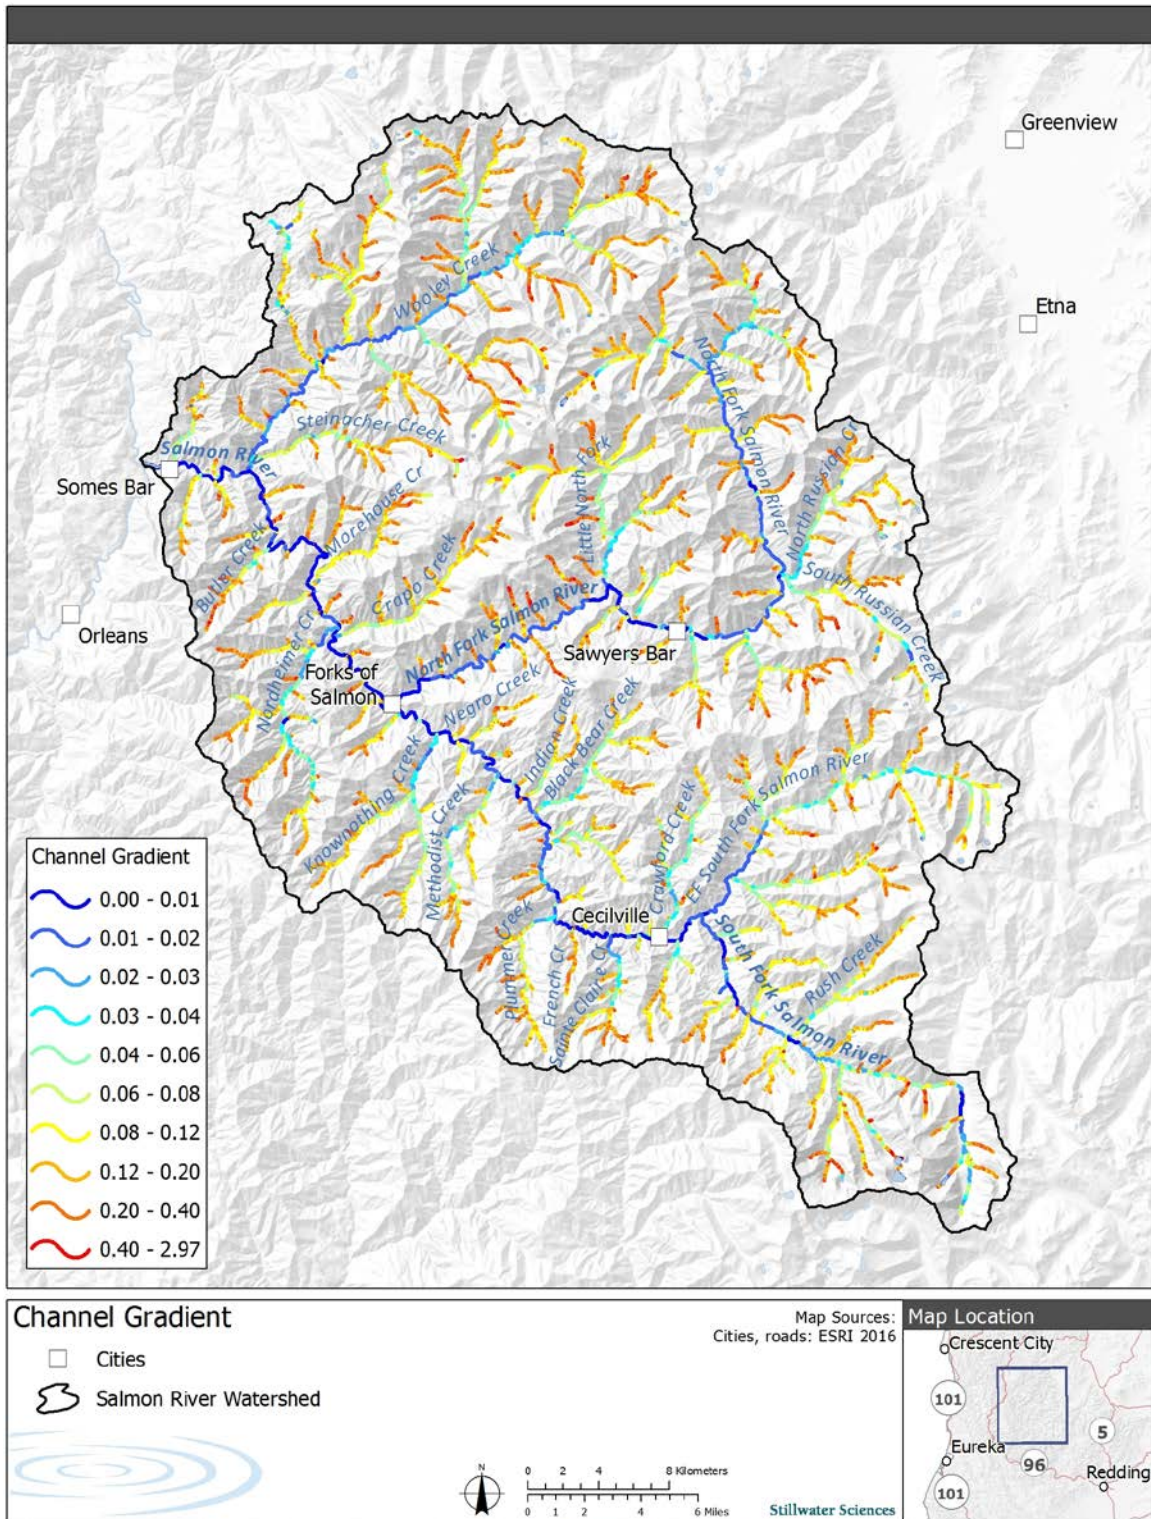 Greenview
Etna
Wooley Creek
North Fork Salmon River
Steinacher Creek
North Russian Cr
Salmon River
Somes Bar
Morehouse Cr
Little North Fork
Butler Creek
Crapo Creek
South Russian Creek
Orleans
Nordheimer Cr
North Fork Salmon River
Sawyers Bar
Forks of
Salmon
Negro Creek
Indian Creek
Black Bear Creek
Knownothing Creek
Methodist Creek
Crawford Creek
EF South Fork Salmon River
Cecilville
plummer Creek
French Cr
Sainte Claire Cr
South Fork Salmon River
Rush Creek
Channel Gradient
0.00 - 0.01
0.01 - 0.02
0.02 - 0.03
0.03 - 0.04
0.04 - 0.06
0.06 - 0.08
0.08 - 0.12
0.12 - 0.20
0.20 - 0.40
0.40 - 2.97
Channel Gradient
Cities
Salmon River Watershed
Map Sources:
Cities, roads: ESRI 2016
N
0 2 4 8 Kilometers
0 1 2 4 6 Miles
Stillwater Sciences
Map Location
Crescent City
101
5
Eureka
96
Redding
101